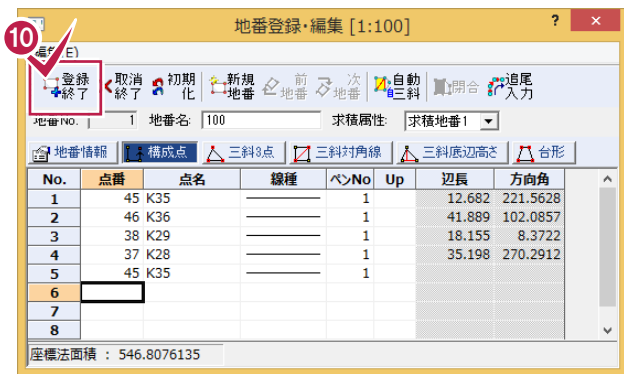 地番登録・編集 [1:100] ? ×
10
編集(E)
登録終了 取消終了 初期化 新規地番 前地番 次地番 自動三斜 閉合 追尾入力
地番No. 1 地番名: 100 求積属性: 求積地番1
地番情報 構成点 三斜3点 三斜対角線 三斜底辺高さ 台形
No. 点番 点名 線種 ペンNo Up 辺長 方向角
1 45 K35 1 12.682 221.5628
2 46 K36 1 41.889 102.0857
3 38 K29 1 18.155 8.3722
4 37 K28 1 35.198 270.2912
5 45 K35 1
6
7
8
座標法面積 : 546.8076135